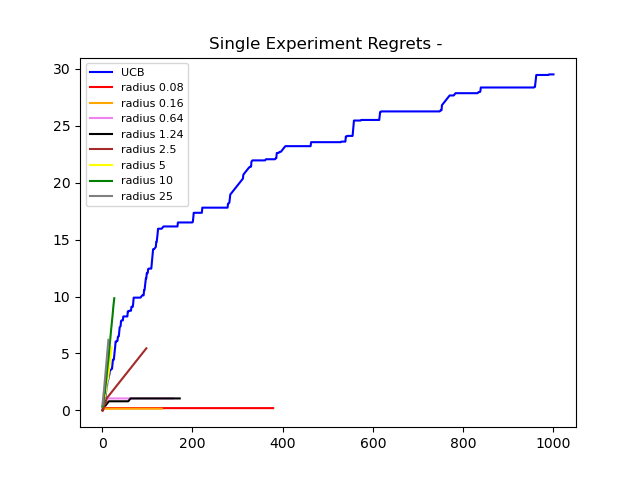 Single Experiment Regrets -
30
25
20
15
10
5
0
UCB
radius 0.08
radius 0.16
radius 0.64
radius 1.24
radius 2.5
radius 5
radius 10
radius 25
0 200 400 600 800 1000